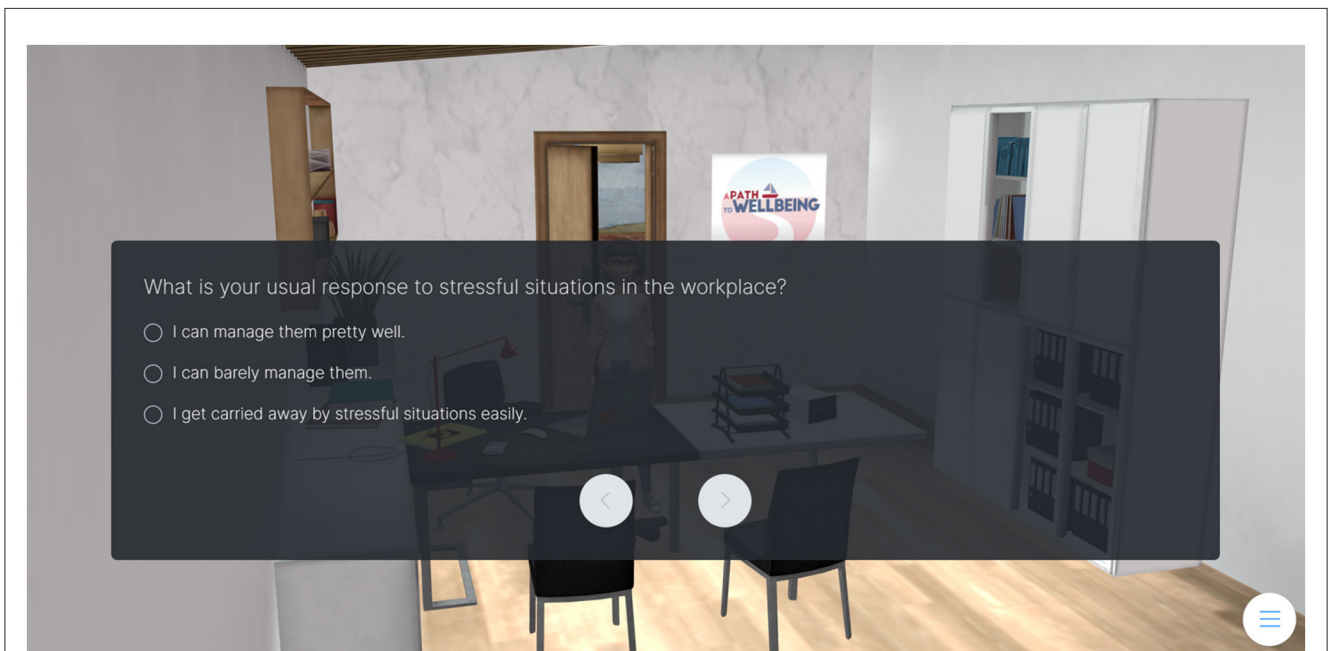 A PATH
TO WELLBEING
What is your usual response to stressful situations in the workplace?
I can manage them pretty well.
I can barely manage them.
I get carried away by stressful situations easily.